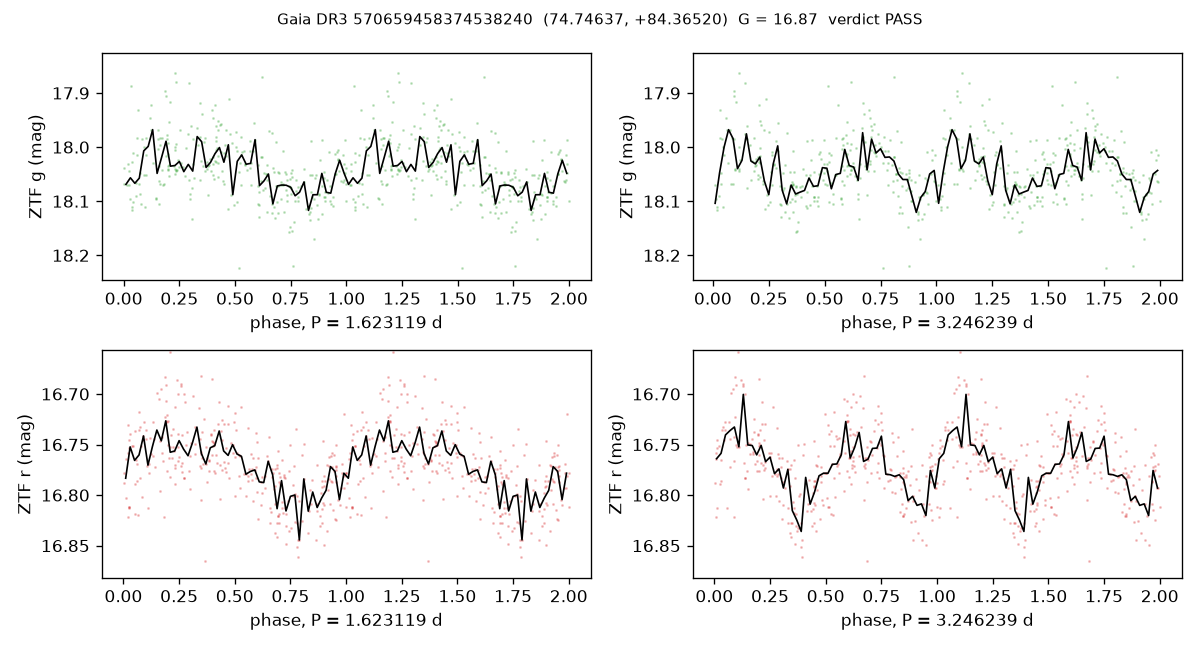 Gaia DR3 570659458374538240  (74.74637, +84.36520)  G = 16.87  verdict PASS
17.9
18.0
18.1
18.2
ZTF g (mag)
0.00 0.25 0.50 0.75 1.00 1.25 1.50 1.75 2.00
phase, P = 1.623119 d
17.9
18.0
18.1
18.2
ZTF g (mag)
0.00 0.25 0.50 0.75 1.00 1.25 1.50 1.75 2.00
phase, P = 3.246239 d
16.70
16.75
16.80
16.85
ZTF r (mag)
0.00 0.25 0.50 0.75 1.00 1.25 1.50 1.75 2.00
phase, P = 1.623119 d
16.70
16.75
16.80
16.85
ZTF r (mag)
0.00 0.25 0.50 0.75 1.00 1.25 1.50 1.75 2.00
phase, P = 3.246239 d